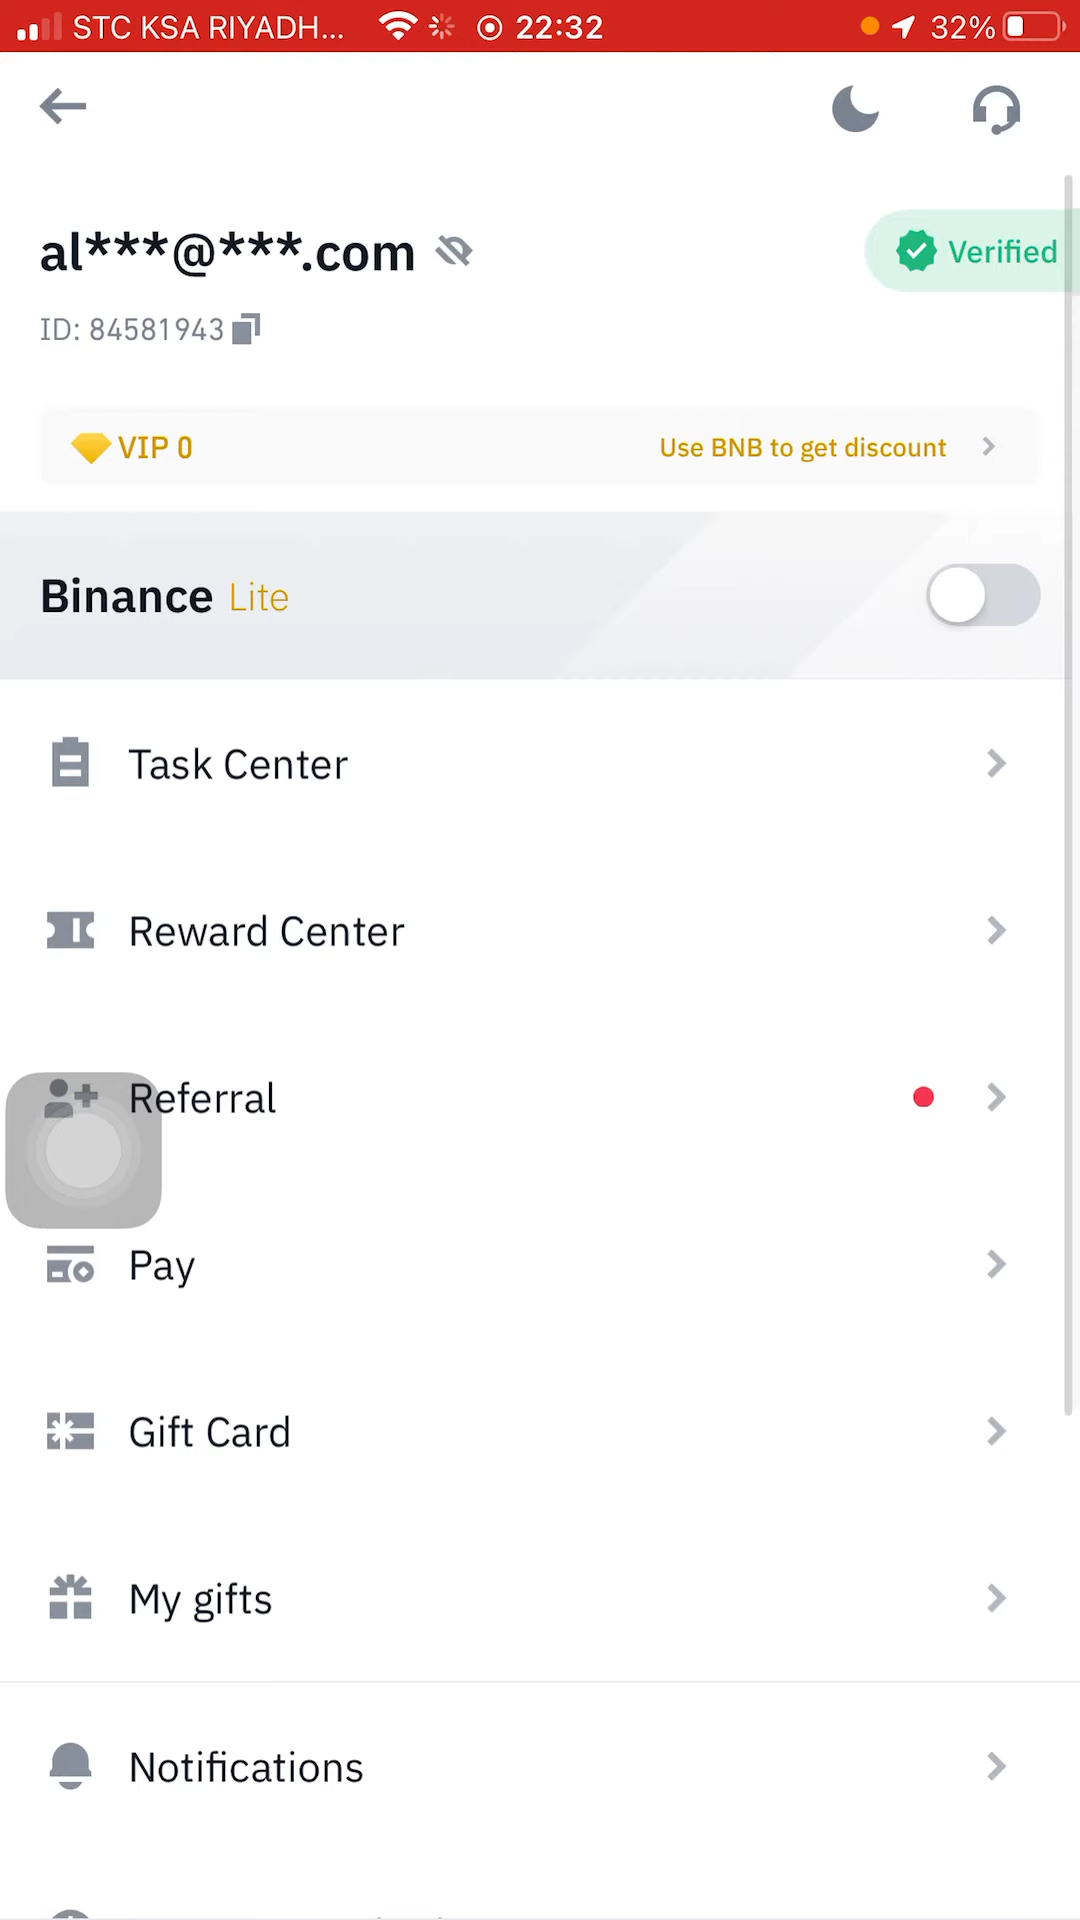 STC KSA RIYADH... 22:32 32%
al***@***.com
Verified
ID: 84581943
VIP 0 Use BNB to get discount
Binance Lite
Task Center
Reward Center
Referral
Pay
Gift Card
My gifts
Notifications